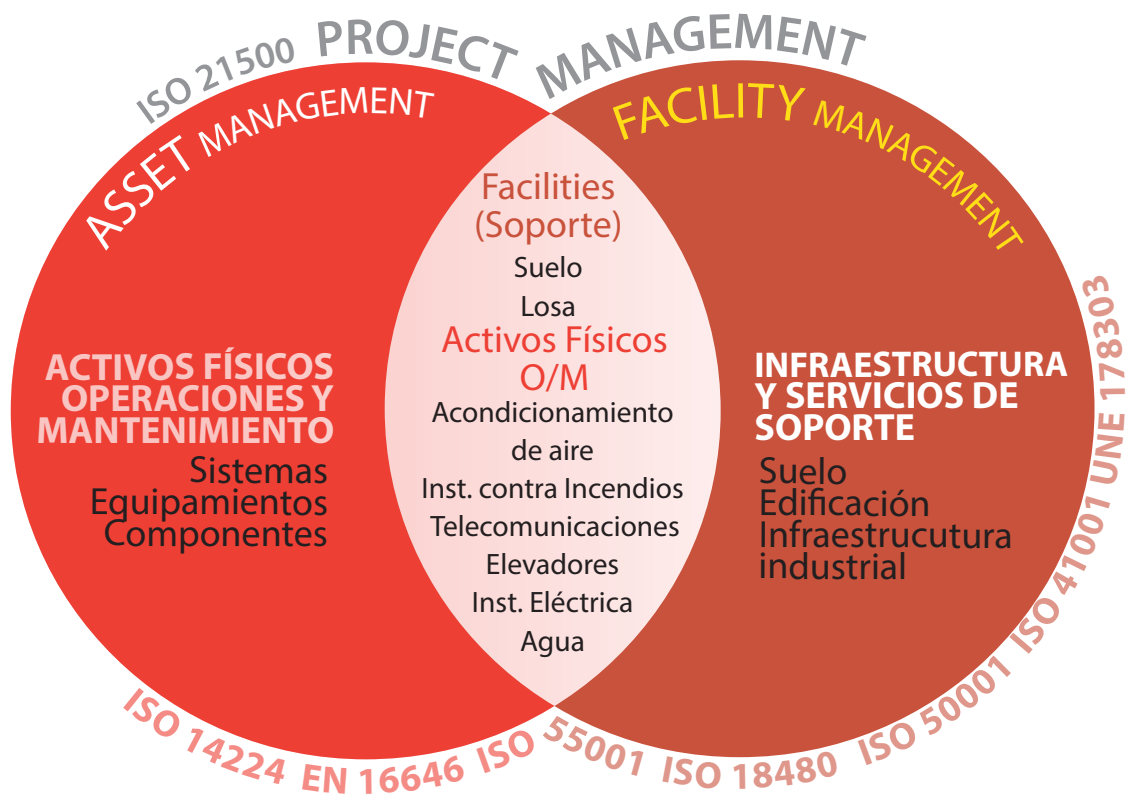 ISO 21500 PROJECT MANAGEMENT
ASSET MANAGEMENT
FACILITY MANAGEMENT
Facilities
(Soporte)
Suelo
Losa
Activos Físicos
O/M
Acondicionamiento
de aire
Inst. contra Incendios
Telecomunicaciones
Elevadores
Inst. Eléctrica
Agua
ACTIVOS FÍSICOS
OPERACIONES Y
MANTENIMIENTO
Sistemas
Equipamientos
Componentes
INFRAESTRUCTURA
Y SERVICIOS DE
SOPORTE
Suelo
Edificación
Infraestrucutura
industrial
ISO 14224 EN 16646 ISO 55001 ISO 18480 ISO 50001 ISO 41001 UNE 178303